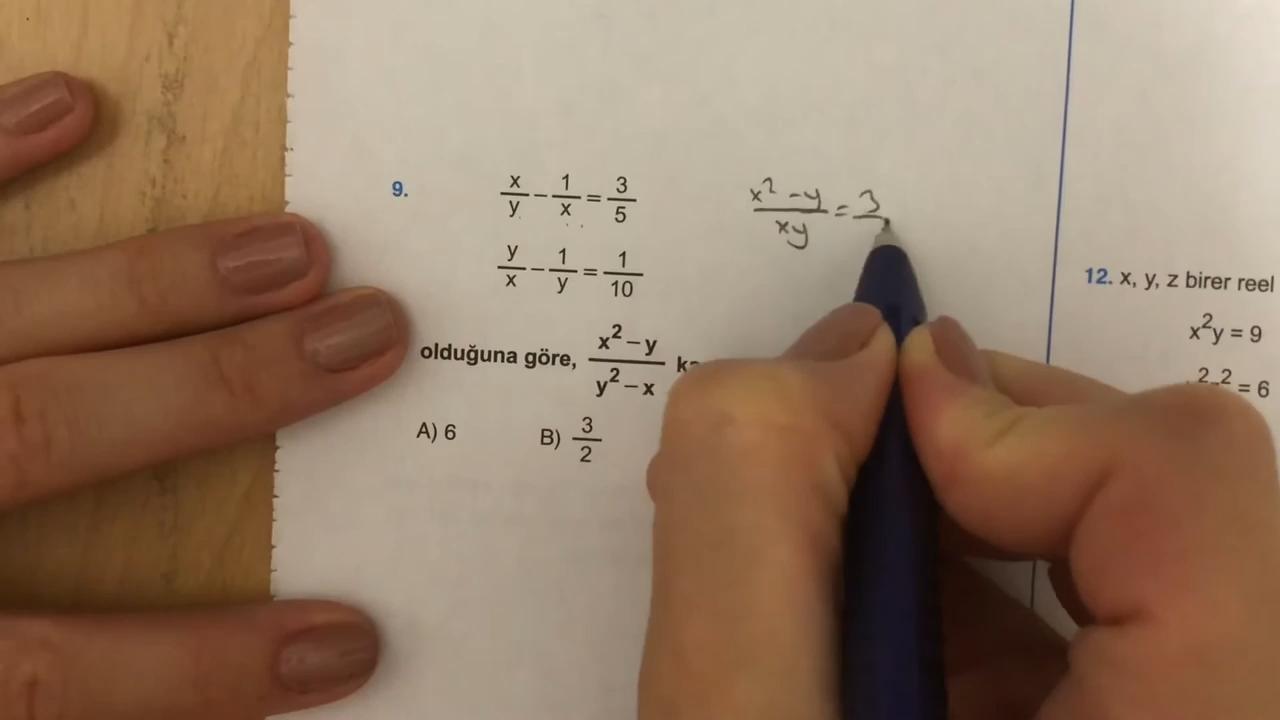 9. x/y - 1/x = 3/5
y/x - 1/y = 1/10
olduğuna göre, x²-y / y²-x
A) 6 B) 3/2
x²-y / xy = 3
12. x, y, z birer reel
x²y = 9
= 6